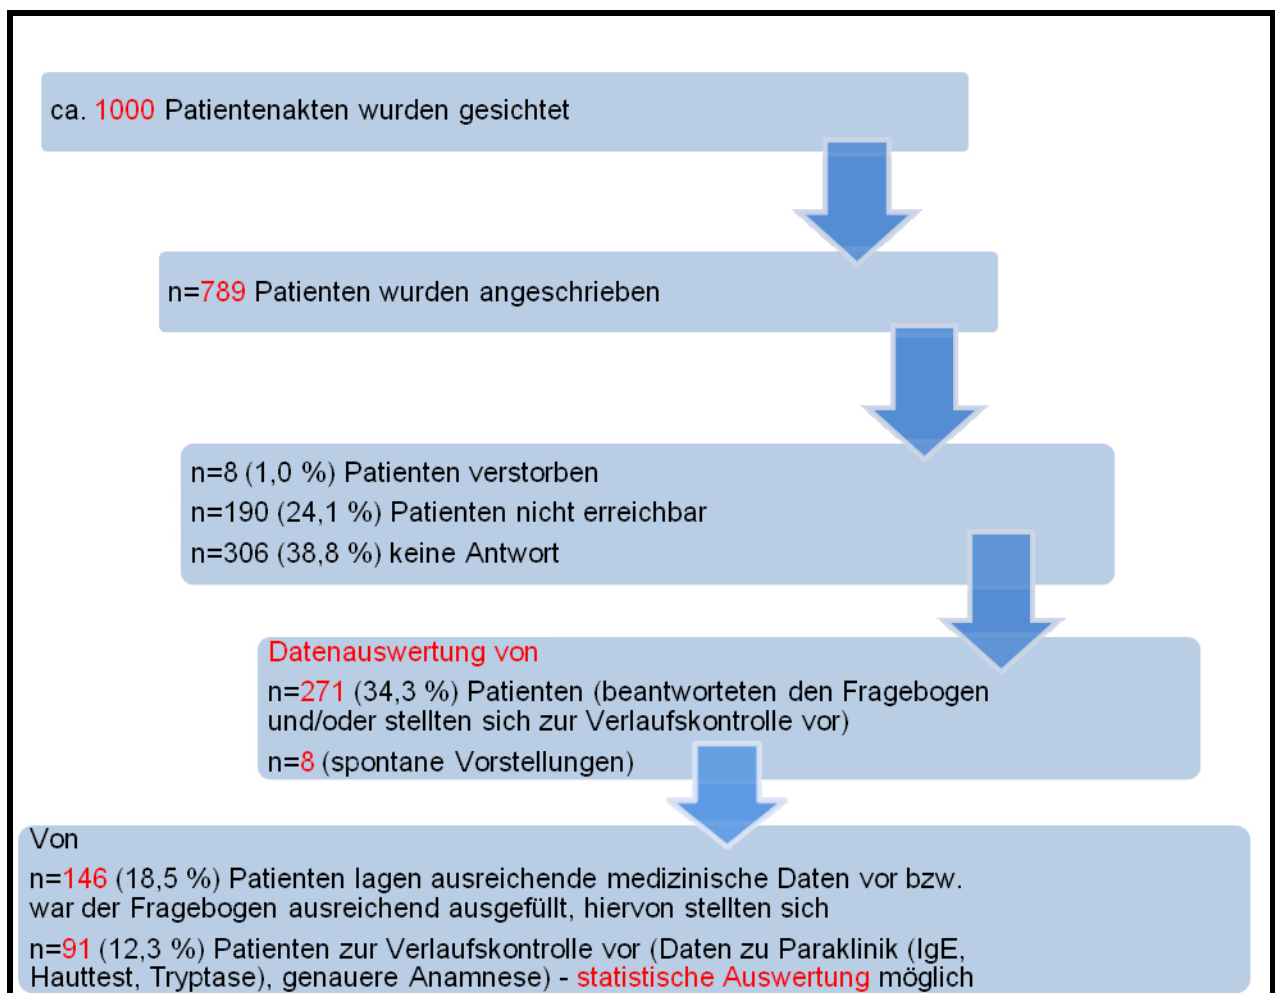 ca. 1000 Patientenakten wurden gesichtet
n=789 Patienten wurden angeschrieben
n=8 (1,0 %) Patienten verstorben
n=190 (24,1 %) Patienten nicht erreichbar
n=306 (38,8 %) keine Antwort
Datenauswertung von
n=271 (34,3 %) Patienten (beantworteten den Fragebogen
und/oder stellten sich zur Verlaufskontrolle vor)
n=8 (spontane Vorstellungen)
Von
n=146 (18,5 %) Patienten lagen ausreichende medizinische Daten vor bzw.
war der Fragebogen ausreichend ausgefüllt, hiervon stellten sich
n=91 (12,3 %) Patienten zur Verlaufskontrolle vor (Daten zu Paraklinik (IgE,
Hauttest, Tryptase), genauere Anamnese) - statistische Auswertung möglich